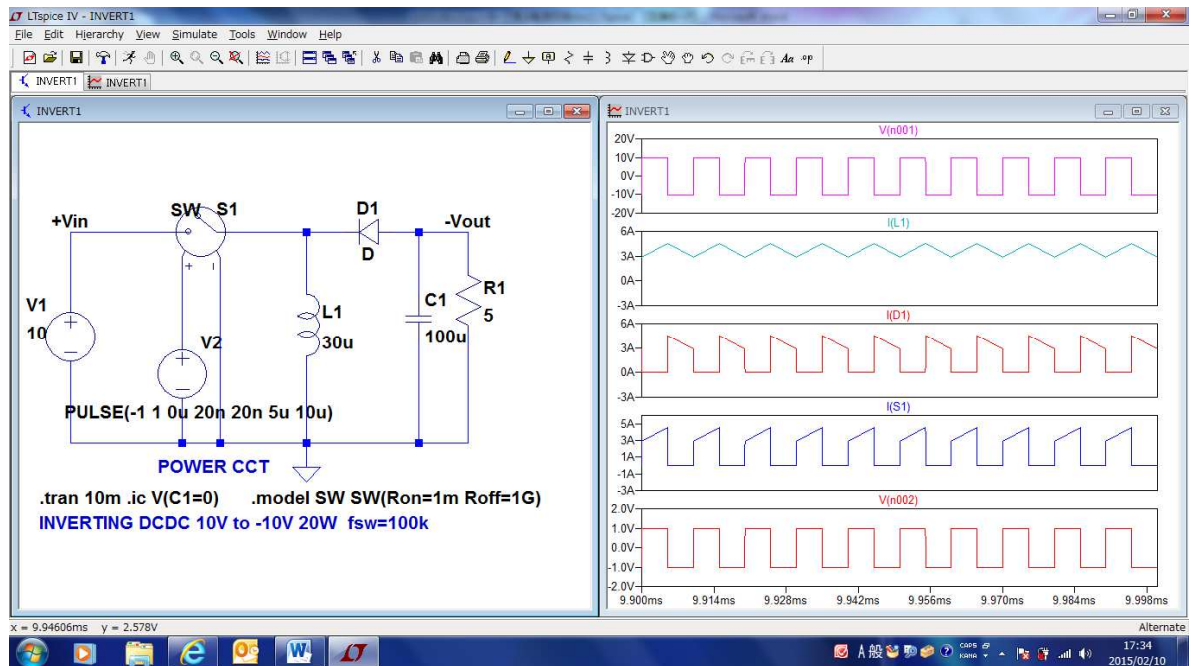 LTspice IV - INVERT1
File Edit Hierarchy View Simulate Tools Window Help
INVERT1 INVERT1
INVERT1
+Vin
SW S1
D1
D
-Vout
V1
10
V2
L1
30u
C1
100u
R1
5
PULSE(-1 1 0u 20n 20n 5u 10u)
POWER CCT
.tran 10m .ic V(C1=0) .model SW SW(Ron=1m Roff=1G)
INVERTING DCDC 10V to -10V 20W fsw=100k
INVERT1
V(n001)
20V
10V
0V
-10V
-20V
I(L1)
6A
3A
0A
-3A
I(D1)
6A
3A
0A
-3A
I(S1)
5A
3A
1A
-1A
-3A
V(n002)
2.0V
1.0V
0.0V
-1.0V
-2.0V
9.900ms 9.914ms 9.928ms 9.942ms 9.956ms 9.970ms 9.984ms 9.998ms
x = 9.94606ms y = 2.578V
Alternate
A 般
CAPS
KANA
17:34
2015/02/10